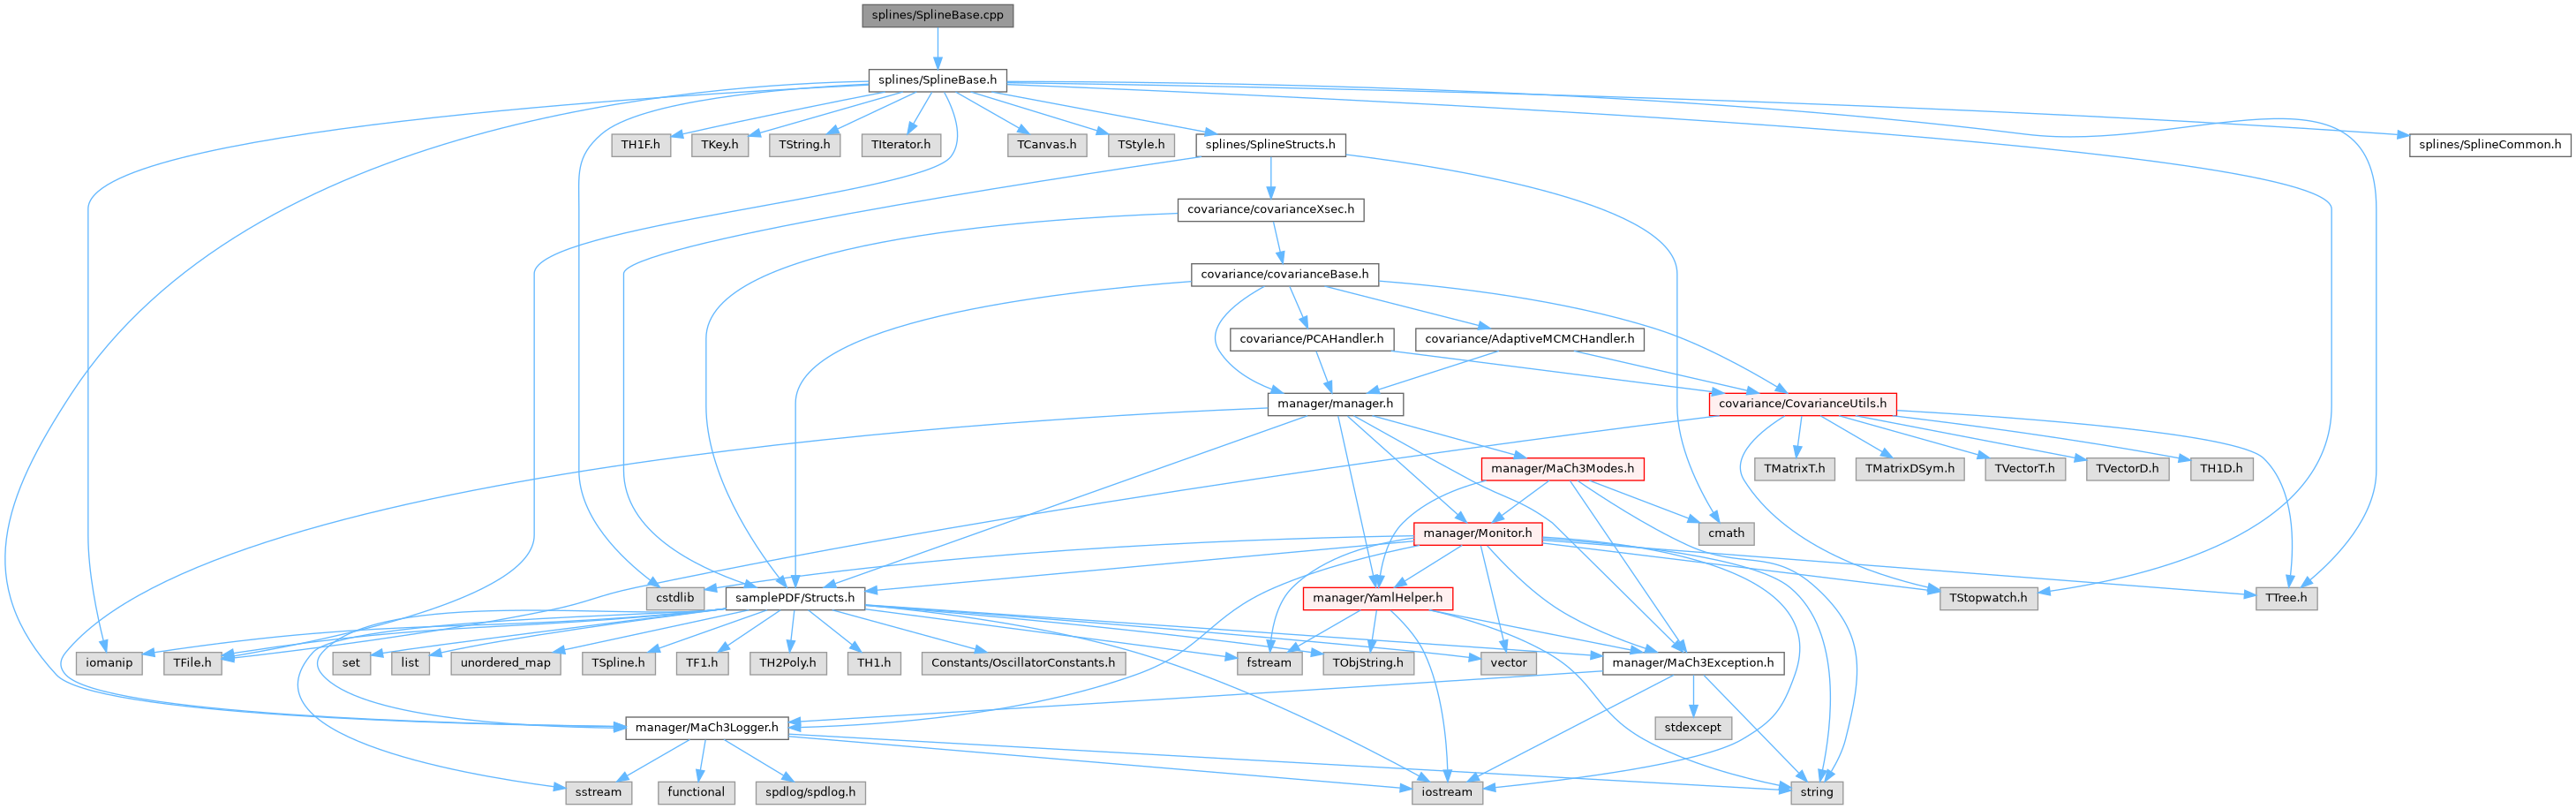 splines/SplineBase.cpp
splines/SplineBase.h
TH1F.h
TKey.h
TString.h
TIterator.h
TCanvas.h
TStyle.h
splines/SplineStructs.h
splines/SplineCommon.h
covariance/covarianceXsec.h
covariance/covarianceBase.h
covariance/PCAHandler.h
covariance/AdaptiveMCMCHandler.h
manager/manager.h
covariance/CovarianceUtils.h
manager/MaCh3Modes.h
TMatrixT.h
TMatrixDSym.h
TVectorT.h
TVectorD.h
TH1D.h
manager/Monitor.h
cmath
cstdlib
samplePDF/Structs.h
manager/YamlHelper.h
TStopwatch.h
TTree.h
iomanip
TFile.h
set
list
unordered_map
TSpline.h
TF1.h
TH2Poly.h
TH1.h
Constants/OscillatorConstants.h
fstream
TObjString.h
vector
manager/MaCh3Exception.h
manager/MaCh3Logger.h
stdexcept
sstream
functional
spdlog/spdlog.h
iostream
string